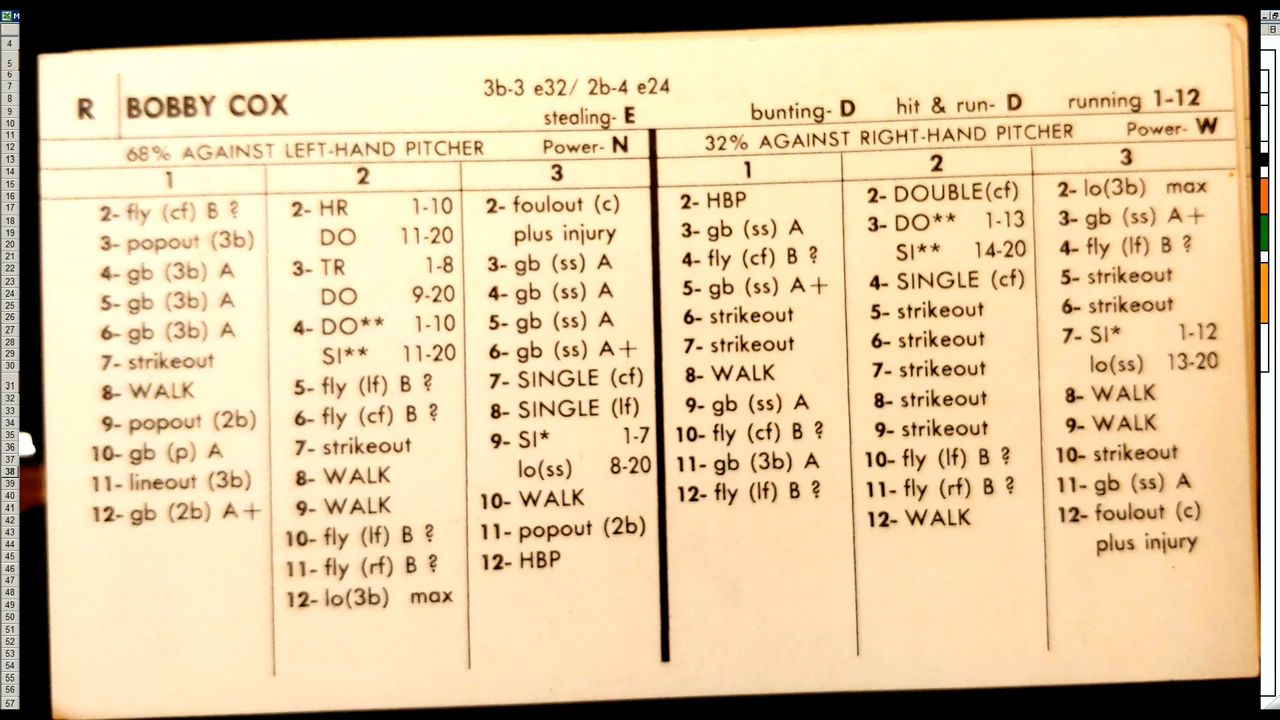 3b-3 e32/ 2b-4 e24
R BOBBY COX
stealing- E bunting- D hit & run- D running 1-12
68% AGAINST LEFT-HAND PITCHER Power- N
1 2 3
2- fly (cf) B ?
3- popout (3b)
4- gb (3b) A
5- gb (3b) A
6- gb (3b) A
7- strikeout
8- WALK
9- popout (2b)
10- gb (p) A
11- lineout (3b)
12- gb (2b) A+
2- HR 1-10
DO 11-20
3- TR 1-8
DO 9-20
4- DO** 1-10
SI** 11-20
5- fly (lf) B ?
6- fly (cf) B ?
7- strikeout
8- WALK
9- WALK
10- fly (lf) B ?
11- fly (rf) B ?
12- lo(3b) max
2- foulout (c)
plus injury
3- gb (ss) A
4- gb (ss) A
5- gb (ss) A
6- gb (ss) A+
7- SINGLE (cf)
8- SINGLE (lf)
9- SI* 1-7
lo(ss) 8-20
10- WALK
11- popout (2b)
12- HBP
32% AGAINST RIGHT-HAND PITCHER Power- W
1 2 3
2- HBP
3- gb (ss) A
4- fly (cf) B ?
5- gb (ss) A+
6- strikeout
7- strikeout
8- WALK
9- gb (ss) A
10- fly (cf) B ?
11- gb (3b) A
12- fly (lf) B ?
2- DOUBLE(cf)
3- DO** 1-13
SI** 14-20
4- SINGLE (cf)
5- strikeout
6- strikeout
7- strikeout
8- strikeout
9- strikeout
10- fly (lf) B ?
11- fly (rf) B ?
12- WALK
2- lo(3b) max
3- gb (ss) A+
4- fly (lf) B ?
5- strikeout
6- strikeout
7- SI* 1-12
lo(ss) 13-20
8- WALK
9- WALK
10- strikeout
11- gb (ss) A
12- foulout (c)
plus injury